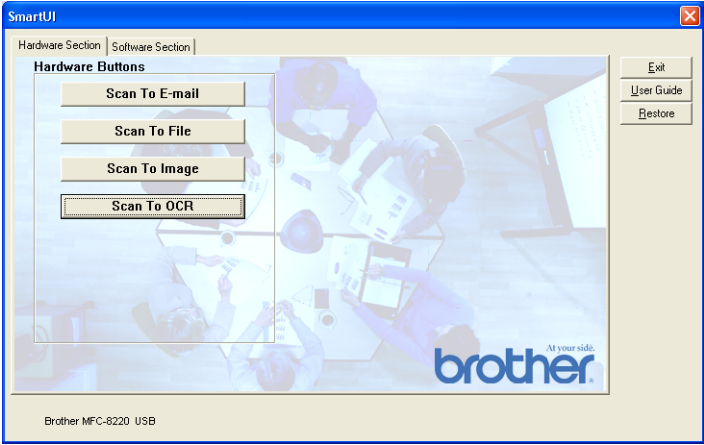 SmartUI
Hardware Section
Software Section
Hardware Buttons
Scan To E-mail
Scan To File
Scan To Image
Scan To OCR
Exit
User Guide
Restore
At your side.
brother
Brother MFC-8220 USB